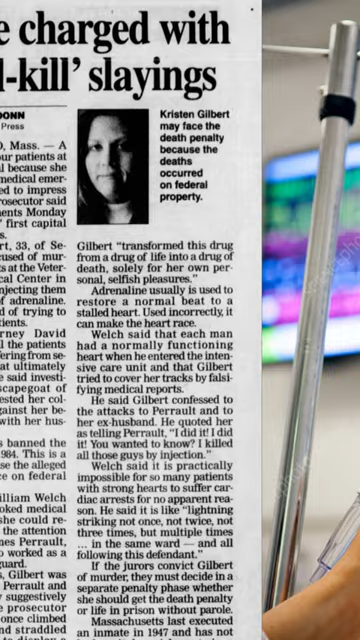 e charged with
l-kill’ slayings
DONN
Press
Kristen Gilbert
may face the
death penalty
because the
deaths
occurred
on federal
property.
D, Mass. — A
our patients at
al because she
medical emer-
ed to impress
rosecutor said
ents Monday
’ first capital
s.
rt, 33, of Se-
cused of mur-
ts at the Veter-
cal Center in
njecting them
of adrenaline.
d of trying to
tients.
rney David
l the patients
fering from se-
at ultimately
e said investi-
scapegoat of
ested her col-
gainst her be-
with her hus-
s banned the
984. This is a
se the alleged
ce on federal
illiam Welch
oked medical
she could re-
the attention
mes Perrault,
o worked as a
guard.
, Gilbert was
Perrault and
y suggestively
e prosecutor
once climbed
nd straddled
Gilbert “transformed this drug
from a drug of life into a drug of
death, solely for her own per-
sonal, selfish pleasures.”
Adrenaline usually is used to
restore a normal beat to a
stalled heart. Used incorrectly, it
can make the heart race.
Welch said that each man
had a normally functioning
heart when he entered the inten-
sive care unit and that Gilbert
tried to cover her tracks by falsi-
fying medical reports.
He said Gilbert confessed to
the attacks to Perrault and to
her ex-husband. He quoted her
as telling Perrault, “I did it! I did
it! You wanted to know? I killed
all those guys by injection.”
Welch said it is practically
impossible for so many patients
with strong hearts to suffer car-
diac arrests for no apparent rea-
son. He said it is like “lightning
striking not once, not twice, not
three times, but multiple times
... in the same ward — and all
following this defendant.”
If the jurors convict Gilbert
of murder, they must decide in a
separate penalty phase whether
she should get the death penalty
or life in prison without parole.
Massachusetts last executed
an inmate in 1947 and has not